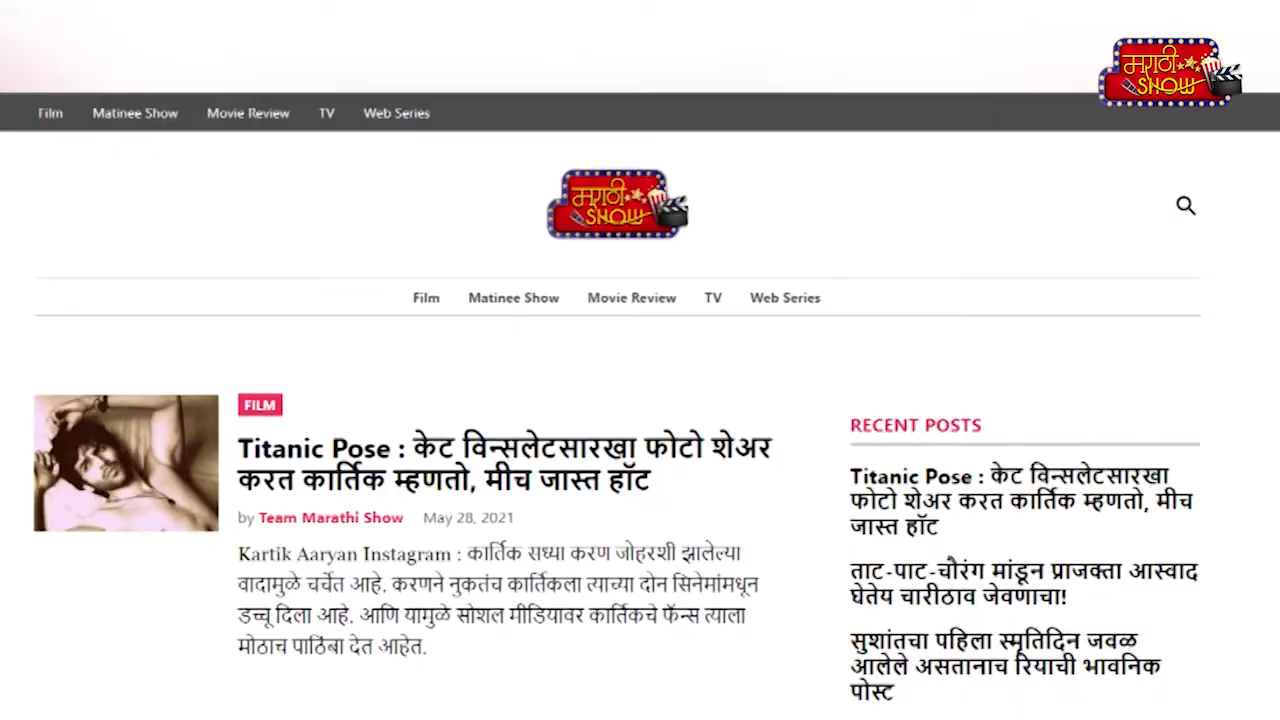 मराठी
SHOW
Film Matinee Show Movie Review TV Web Series
मराठी
SHOW
Film Matinee Show Movie Review TV Web Series
FILM
Titanic Pose : केट विन्सलेटसारखा फोटो शेअर
करत कार्तिक म्हणतो, मीच जास्त हॉट
by Team Marathi Show May 28, 2021
Kartik Aaryan Instagram : कार्तिक सध्या करण जोहरशी झालेल्या
वादामुळे चर्चेत आहे. करणने नुकतंच कार्तिकला त्याच्या दोन सिनेमांमधून
डच्चू दिला आहे. आणि यामुळे सोशल मीडियावर कार्तिकचे फॅन्स त्याला
मोठाच पाठिंबा देत आहेत.
RECENT POSTS
Titanic Pose : केट विन्सलेटसारखा
फोटो शेअर करत कार्तिक म्हणतो, मीच
जास्त हॉट
ताट-पाट-चौरंग मांडून प्राजक्ता आस्वाद
घेतेय चारीठाव जेवणाचा!
सुशांतचा पहिला स्मृतिदिन जवळ
आलेले असतानाच रियाची भावनिक
पोस्ट